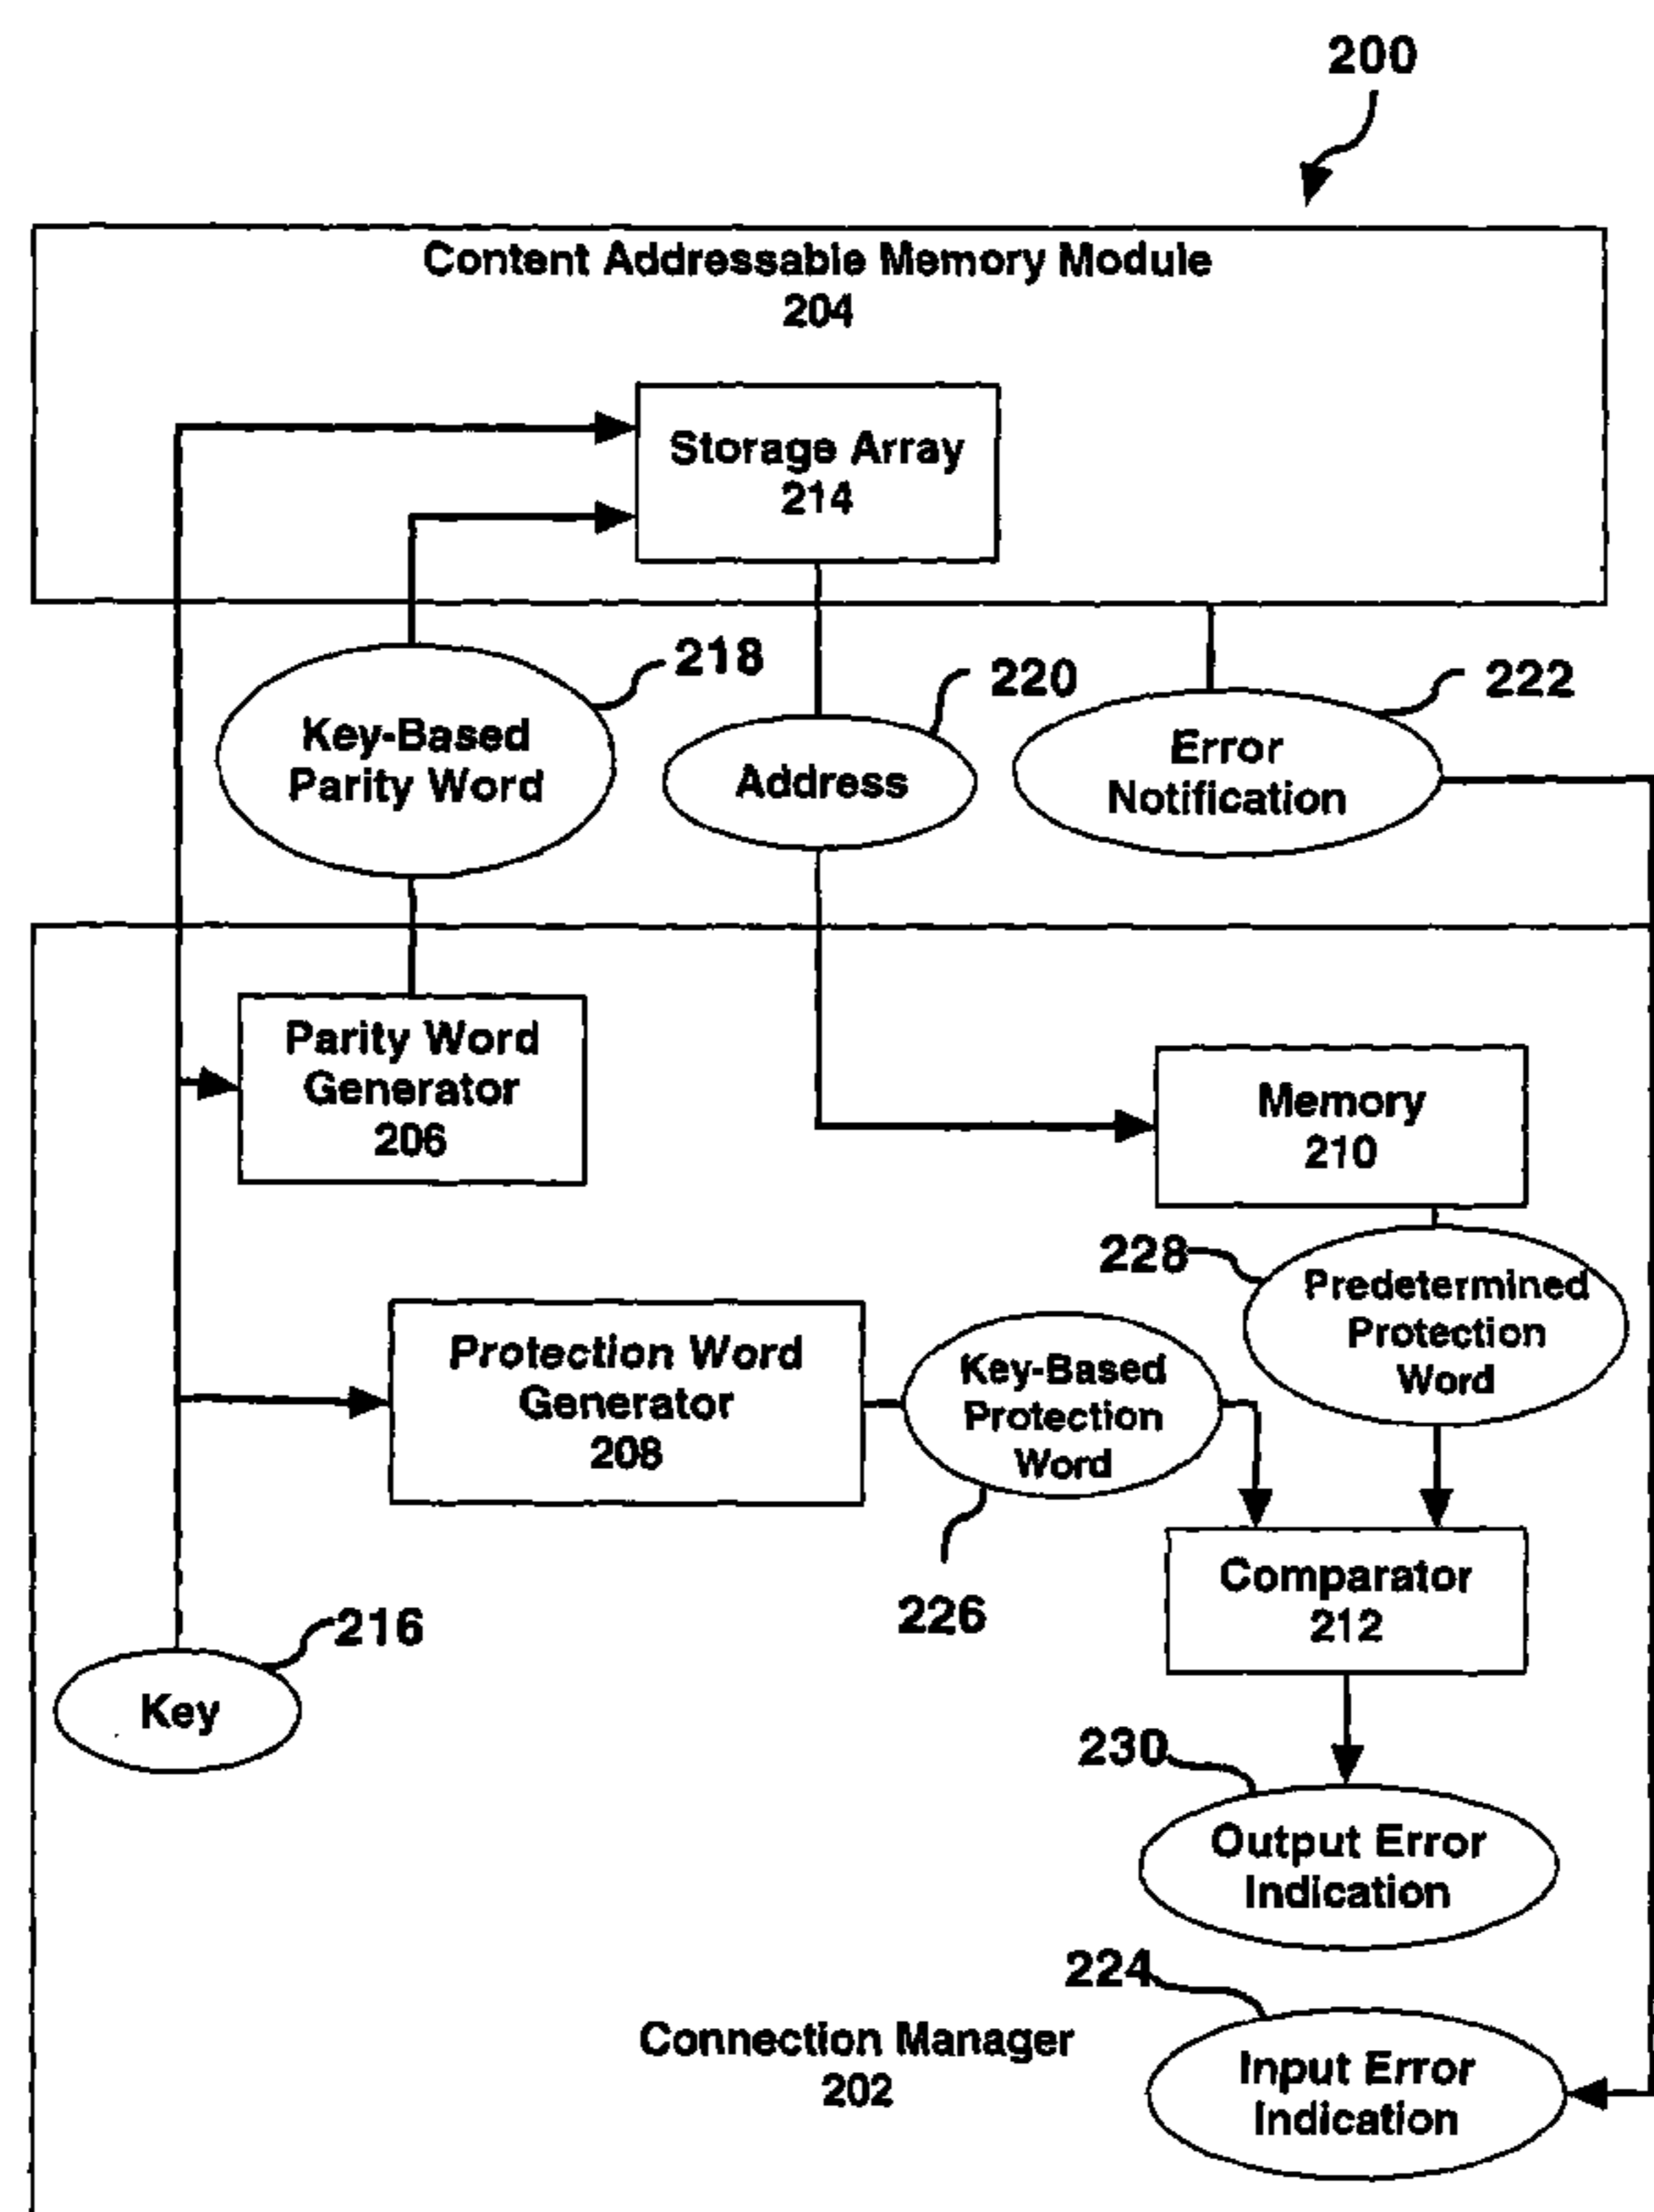 200
Content Addressable Memory Module
204
Storage Array
214
218
220
222
Key-Based
Parity Word
Address
Error
Notification
Parity Word
Generator
206
Memory
210
228
Predetermined
Protection
Word
Protection Word
Generator
208
Key-Based
Protection
Word
226
Comparator
212
216
Key
230
Output Error
Indication
224
Connection Manager
202
Input Error
Indication